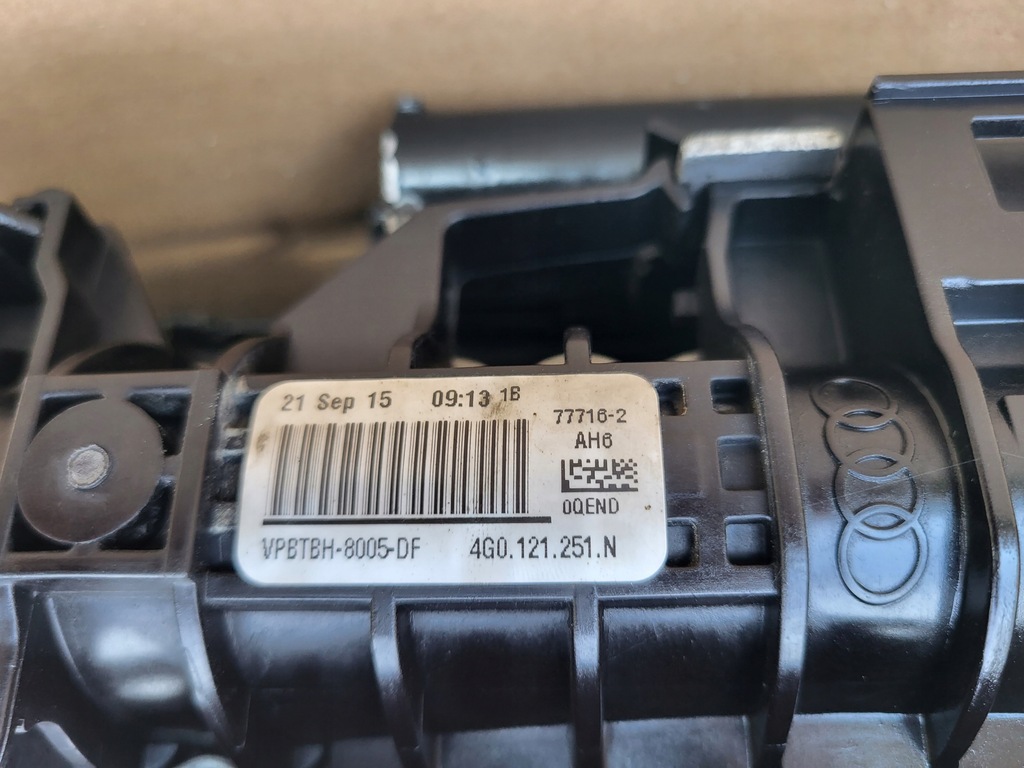 21 Sep 15 09:13 1B
77716-2
AH6
0QEND
VPBTBH-8005-DF 4G0.121.251.N